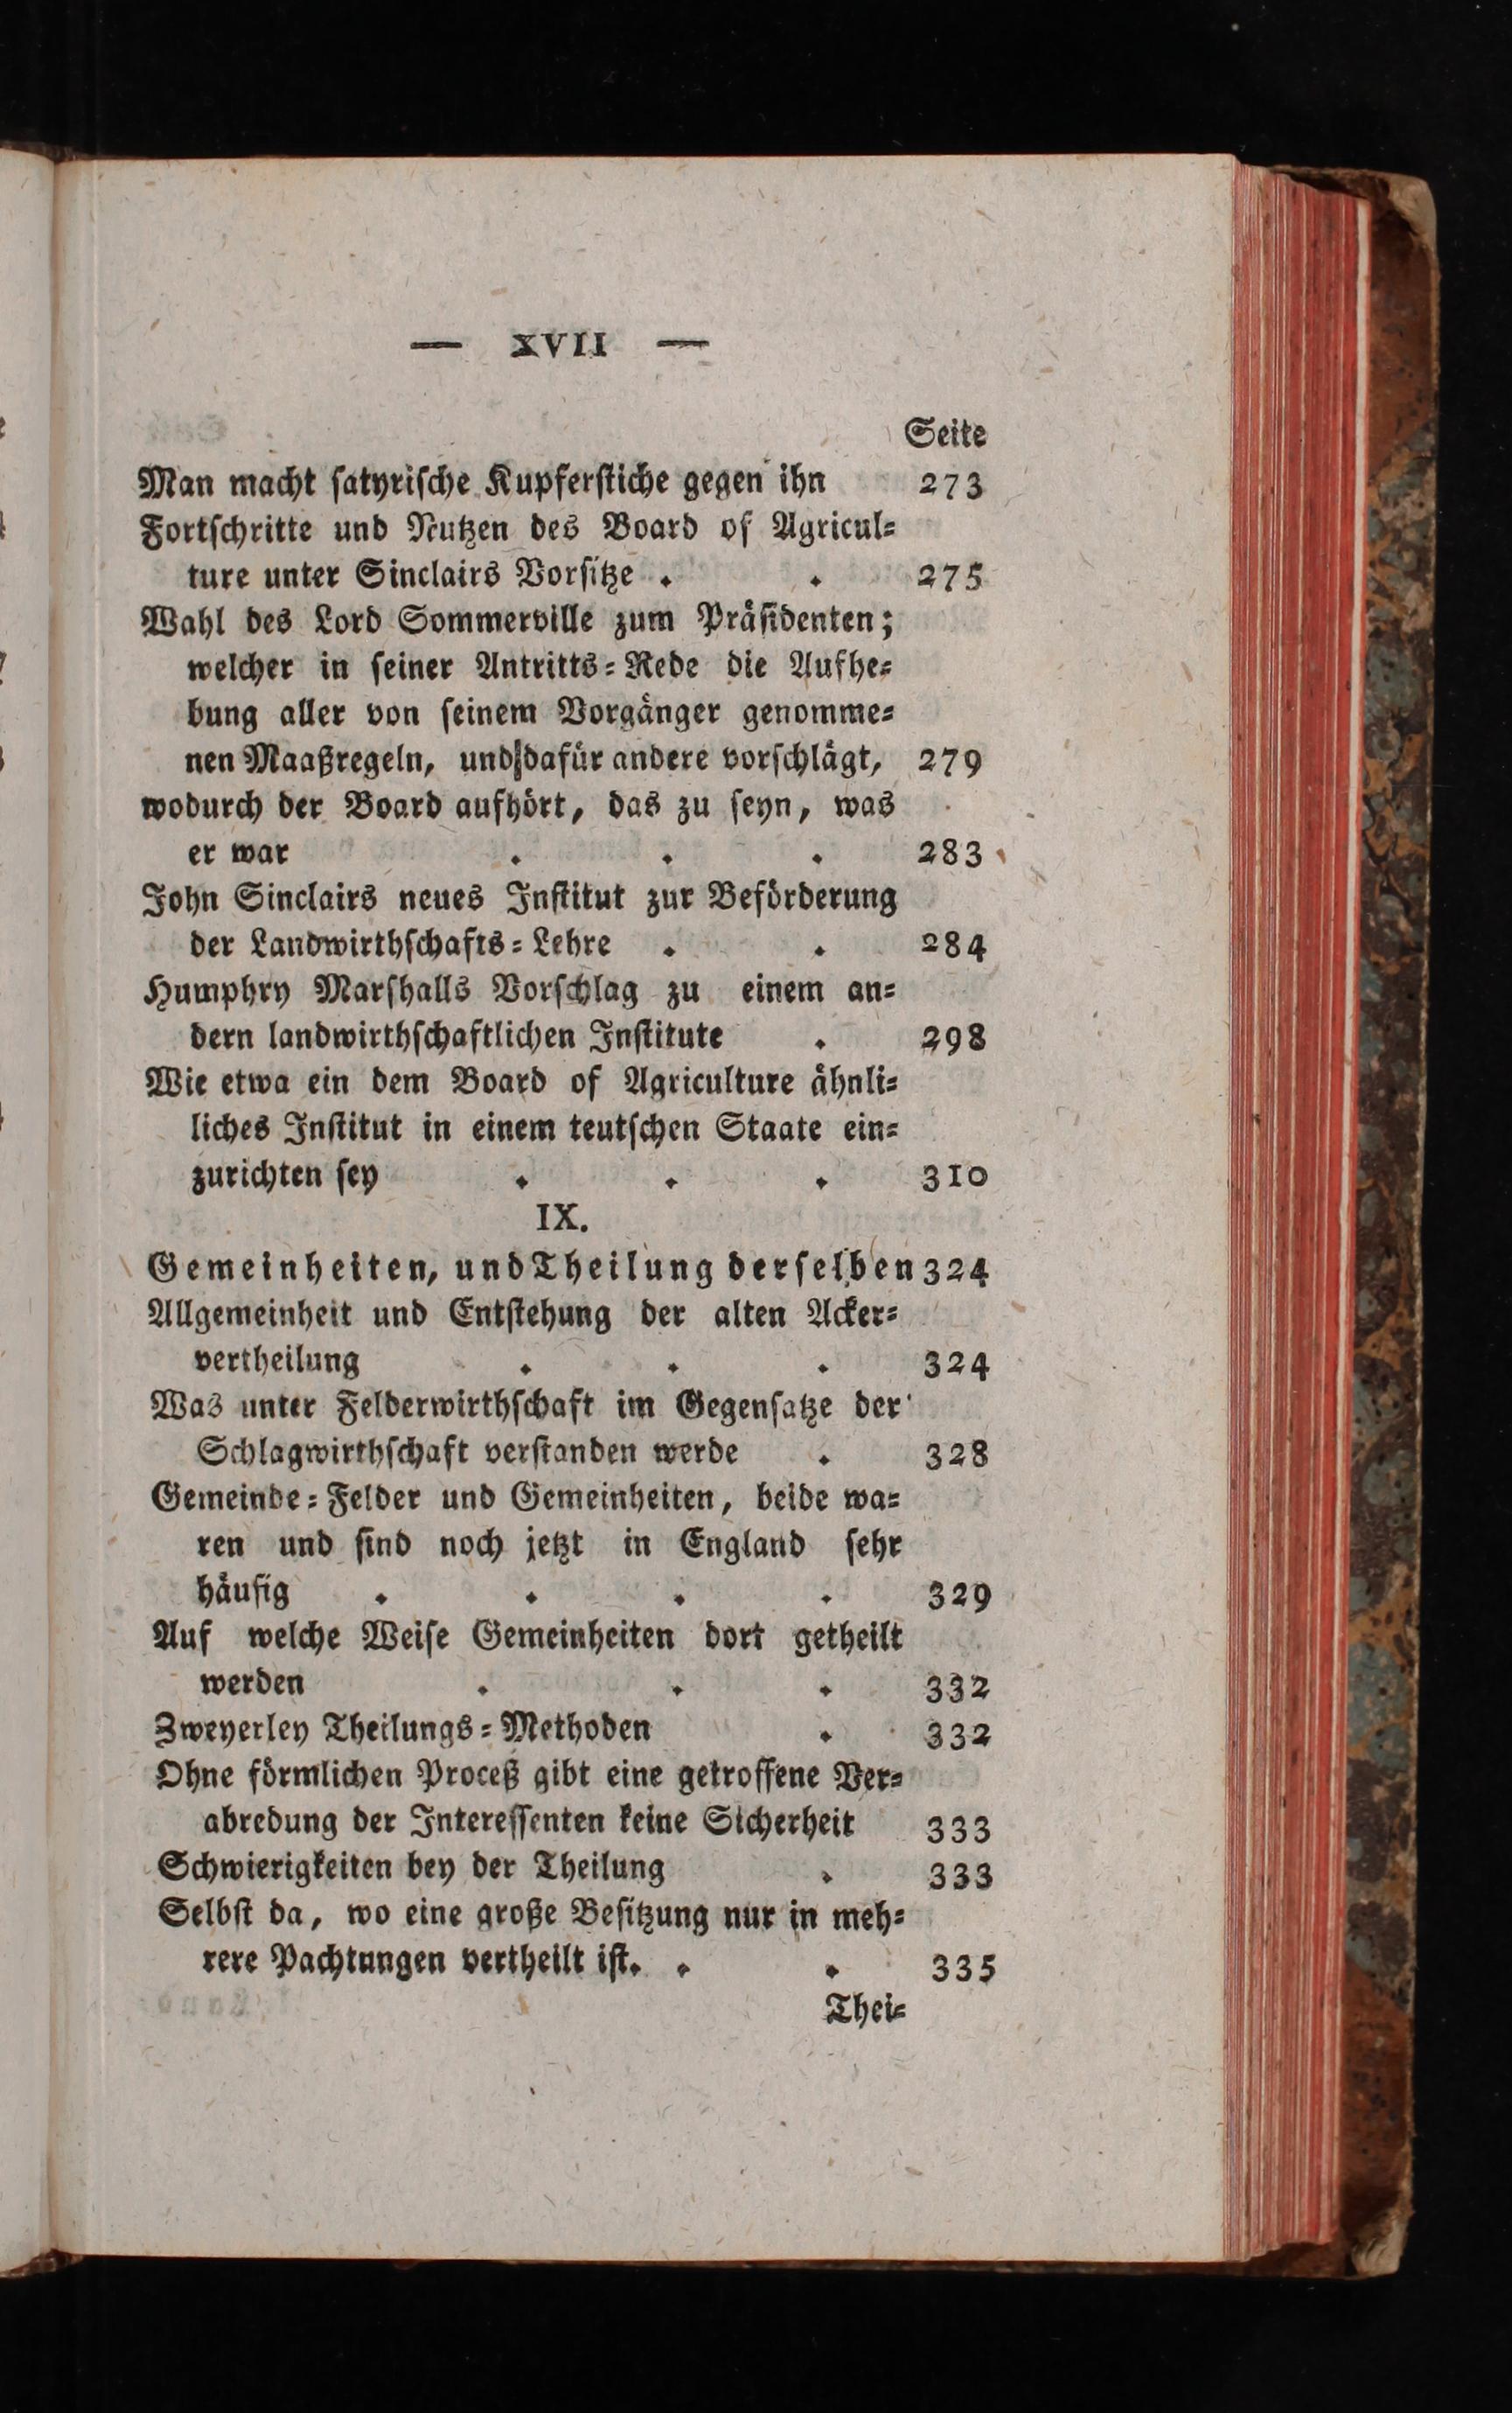 — XVII —
Seite
Man macht satyrische Kupferstiche gegen ihn 273
Fortschritte und Nutzen des Board of Agricul=
ture unter Sinclairs Vorsitze . . 275
Wahl des Lord Sommerville zum Präsidenten;
welcher in seiner Antritts=Rede die Aufhe=
bung aller von seinem Vorgänger genomme=
nen Maaßregeln, und dafür andere vorschlägt, 279
wodurch der Board aufhört, das zu seyn, was
er war . . . 283
John Sinclairs neues Institut zur Beförderung
der Landwirthschafts=Lehre . . 284
Humphry Marshalls Vorschlag zu einem an=
dern landwirthschaftlichen Institute . 298
Wie etwa ein dem Board of Agriculture ähnli=
liches Institut in einem teutschen Staate ein=
zurichten sey . . . 310
IX.
Gemeinheiten, und Theilung derselben 324
Allgemeinheit und Entstehung der alten Acker=
vertheilung . . . 324
Was unter Felderwirthschaft im Gegensatze der
Schlagwirthschaft verstanden werde . 328
Gemeinde=Felder und Gemeinheiten, beide wa=
ren und sind noch jetzt in England sehr
häufig . . . . 329
Auf welche Weise Gemeinheiten dort getheilt
werden . . . 332
Zweyerley Theilungs=Methoden . 332
Ohne förmlichen Proceß gibt eine getroffene Ver=
abredung der Interessenten keine Sicherheit 333
Schwierigkeiten bey der Theilung . 333
Selbst da, wo eine große Besitzung nur in meh=
rere Pachtungen vertheilt ist. . . 335
Thei=